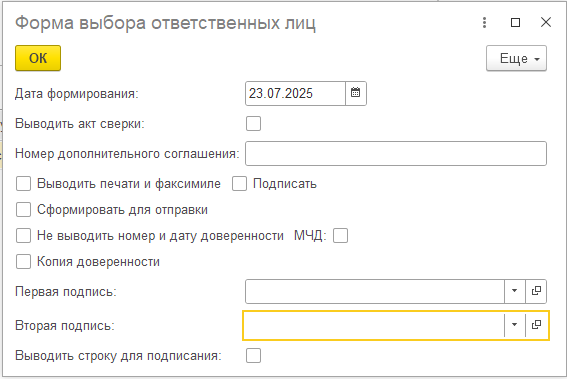 Форма выбора ответственных лиц
ОК Еще
Дата формирования: 23.07.2025
Выводить акт сверки:
Номер дополнительного соглашения:
Выводить печати и факсимиле Подписать
Сформировать для отправки
Не выводить номер и дату доверенности МЧД:
Копия доверенности
Первая подпись:
Вторая подпись:
Выводить строку для подписания: